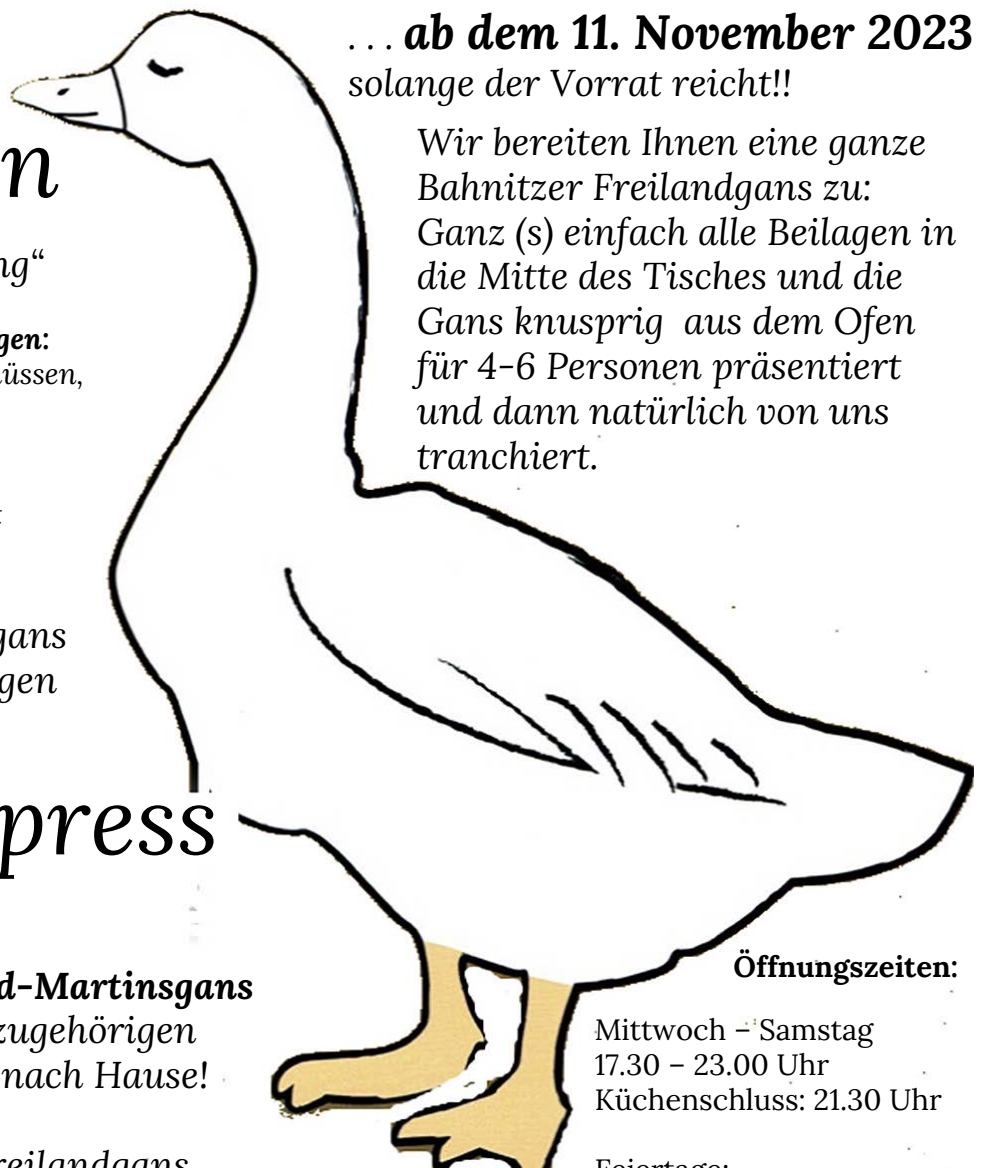 . . . ab dem 11. November 2023
solange der Vorrat reicht!!
Wir bereiten Ihnen eine ganze
Bahnitzer Freilandgans zu:
Ganz (s) einfach alle Beilagen in
die Mitte des Tisches und die
Gans knusprig aus dem Ofen
für 4-6 Personen präsentiert
und dann natürlich von uns
tranchiert.
n
ng“
gen:
üssen,
gans
gen
press
d-Martinsgans
zugehörigen
nach Hause!
reilandgans
Öffnungszeiten:
Mittwoch – Samstag
17.30 – 23.00 Uhr
Küchenschluss: 21.30 Uhr
Feiertage: